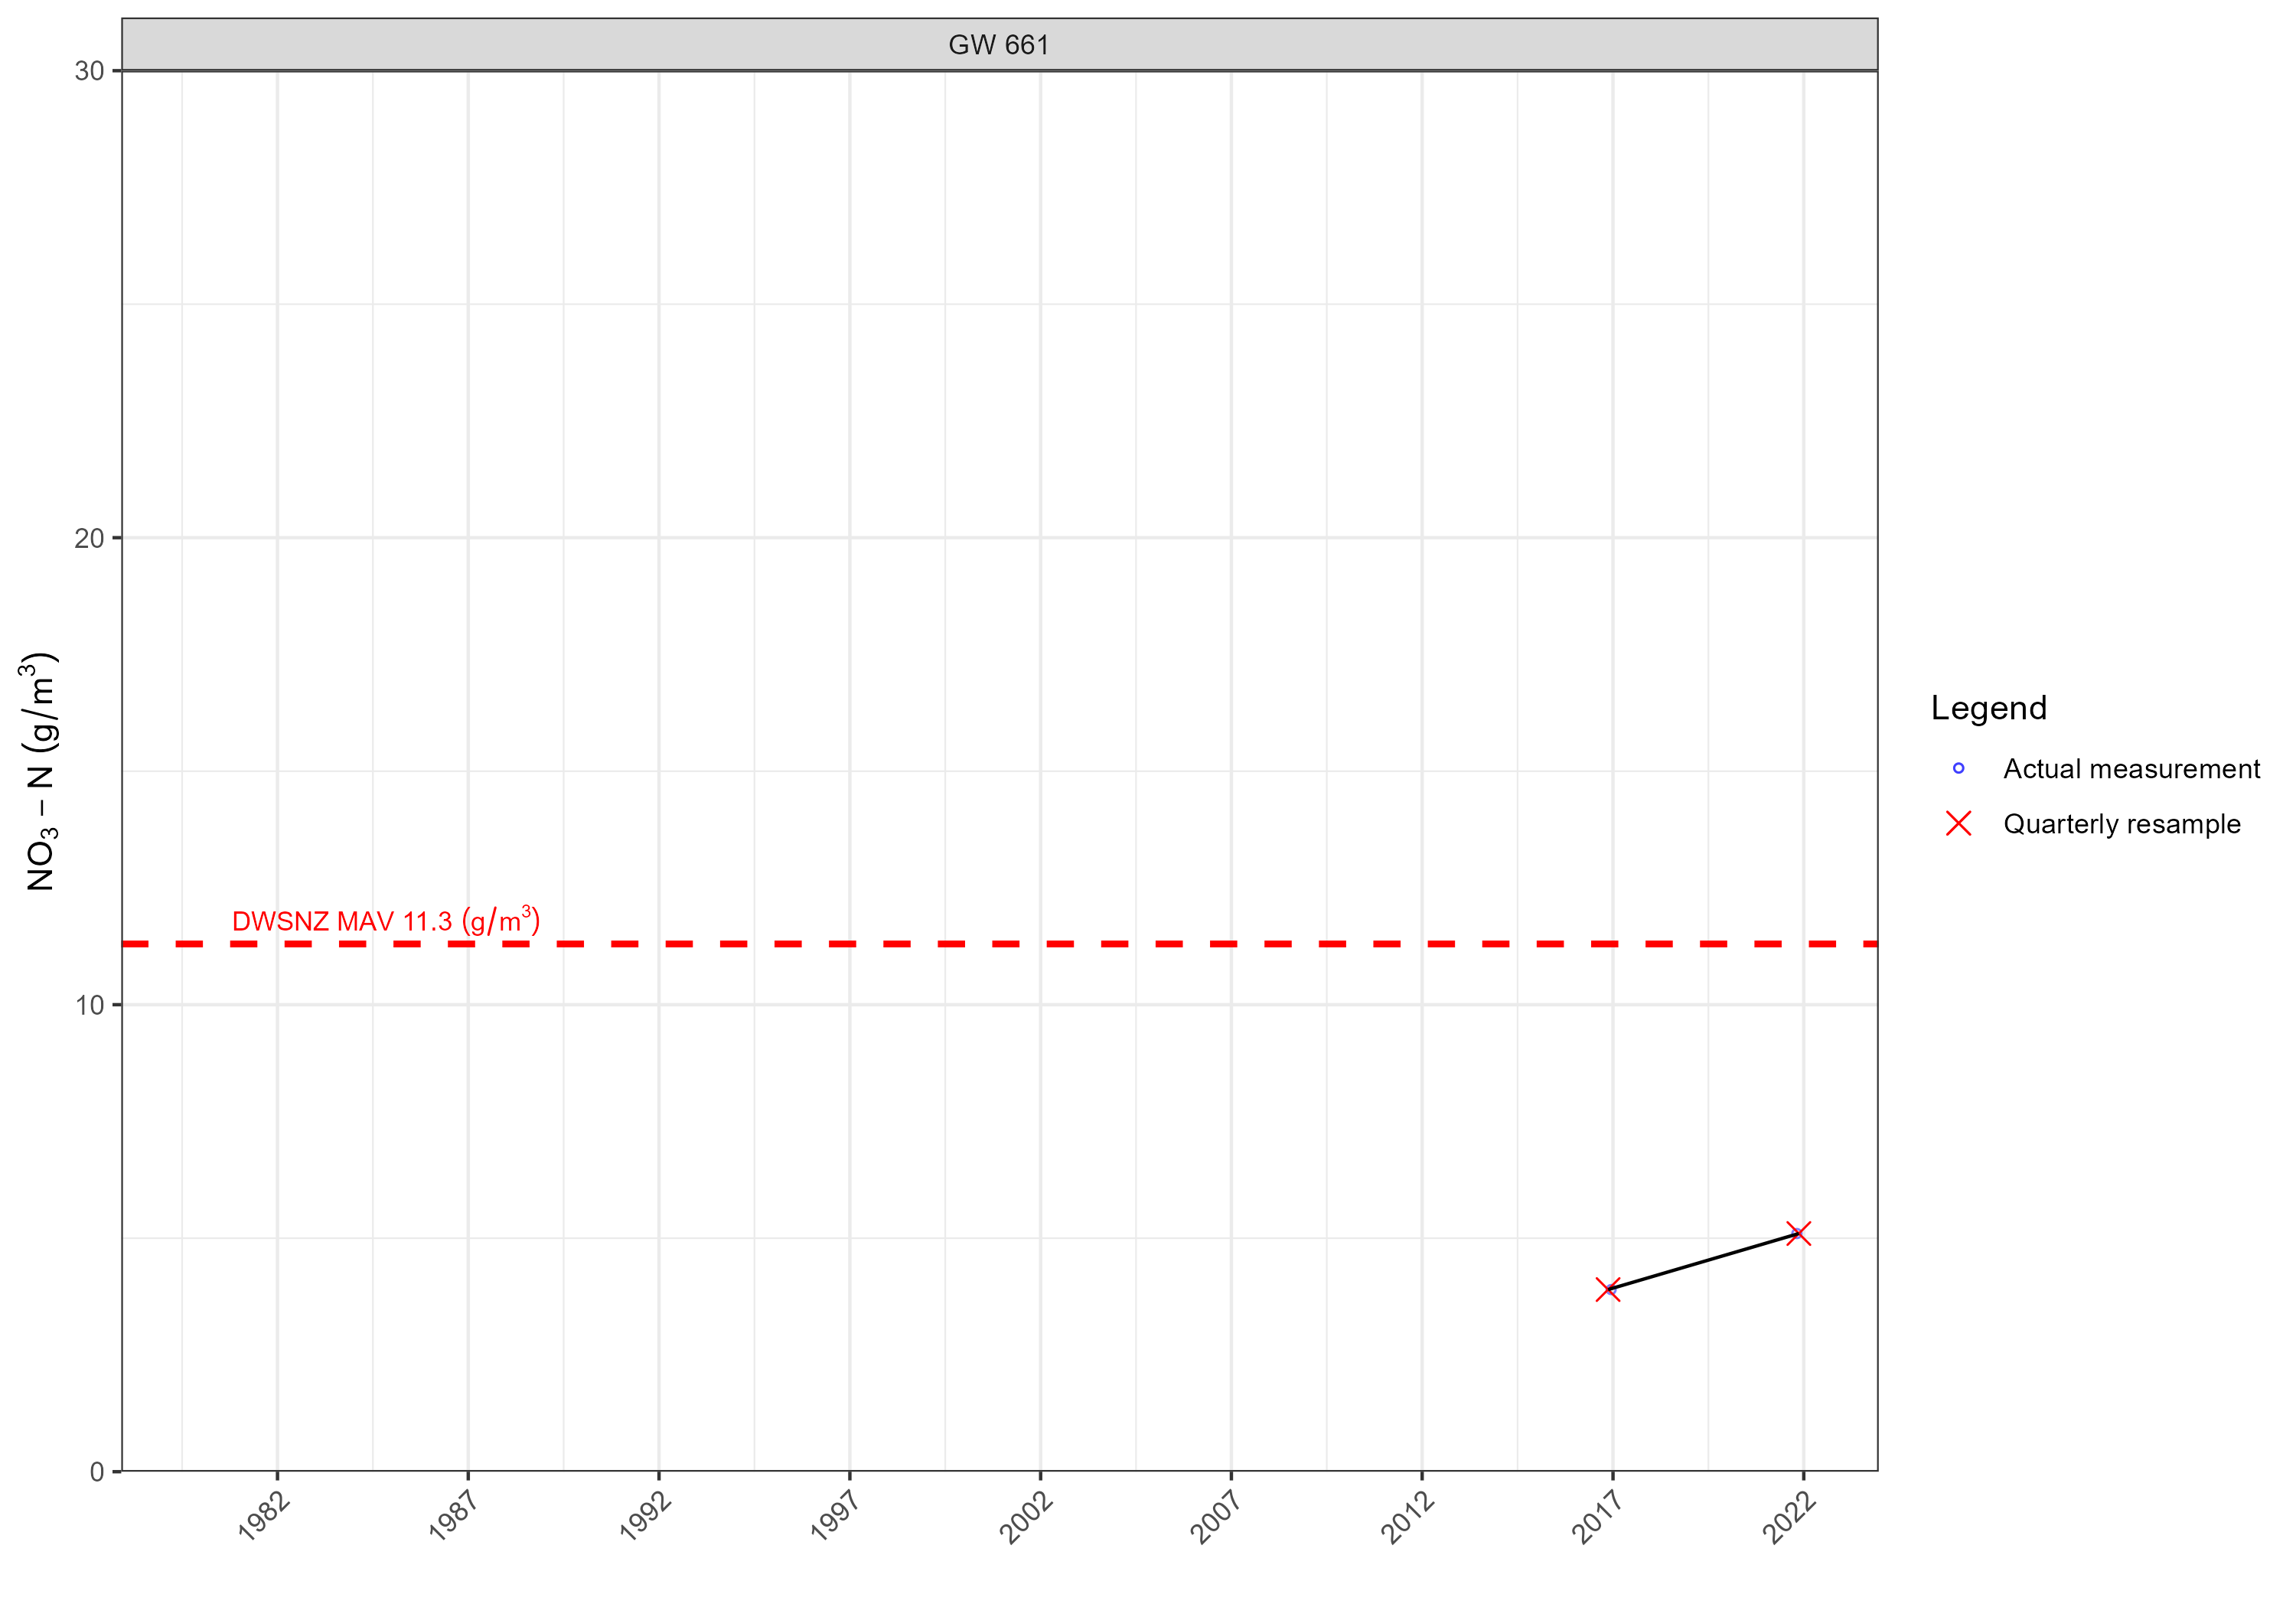 GW 661
30
20
10
0
NO₃ – N (g/m³)
DWSNZ MAV 11.3 (g/m³)
1982
1987
1992
1997
2002
2007
2012
2017
2022
Legend
Actual measurement
Quarterly resample